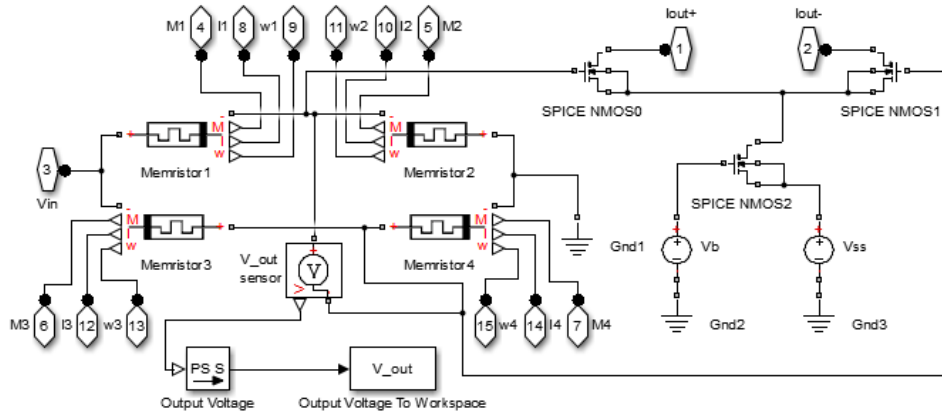 M1 4 I1 8 w1 9 11 w2 10 I2 5 M2
Iout+ Iout-
1 2
SPICE NMOS0 SPICE NMOS1
+ M I w - - +
Memristor1 Memristor2
3
Vin
SPICE NMOS2
M I w - + + M I w -
Memristor3 Memristor4
V_out
sensor
+ V - V
Gnd1 + Vb + Vss
- -
M3 6 I3 12 w3 13 15 w4 14 I4 7 M4
Gnd2 Gnd3
PS S V_out
Output Voltage Output Voltage To Workspace